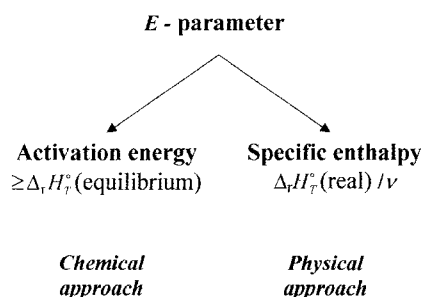 E - parameter
Activation energy
≥ΔᵣH°T(equilibrium)
Specific enthalpy
ΔᵣH°T(real) /ν
Chemical
approach
Physical
approach